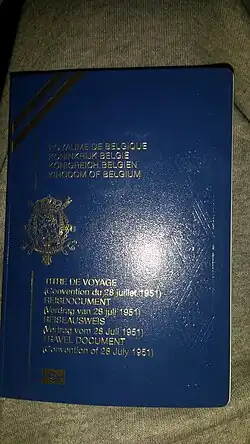 ROYAUME DE BELGIQUE
KONINKRIJK BELGIË
KÖNIGREICH BELGIEN
KINGDOM OF BELGIUM
TITRE DE VOYAGE
(Convention du 28 juillet 1951)
REISDOCUMENT
(Verdrag van 28 juli 1951)
REISEAUSWEIS
(Vertrag vom 28 Juli 1951)
TRAVEL DOCUMENT
(Convention of 28 July 1951)